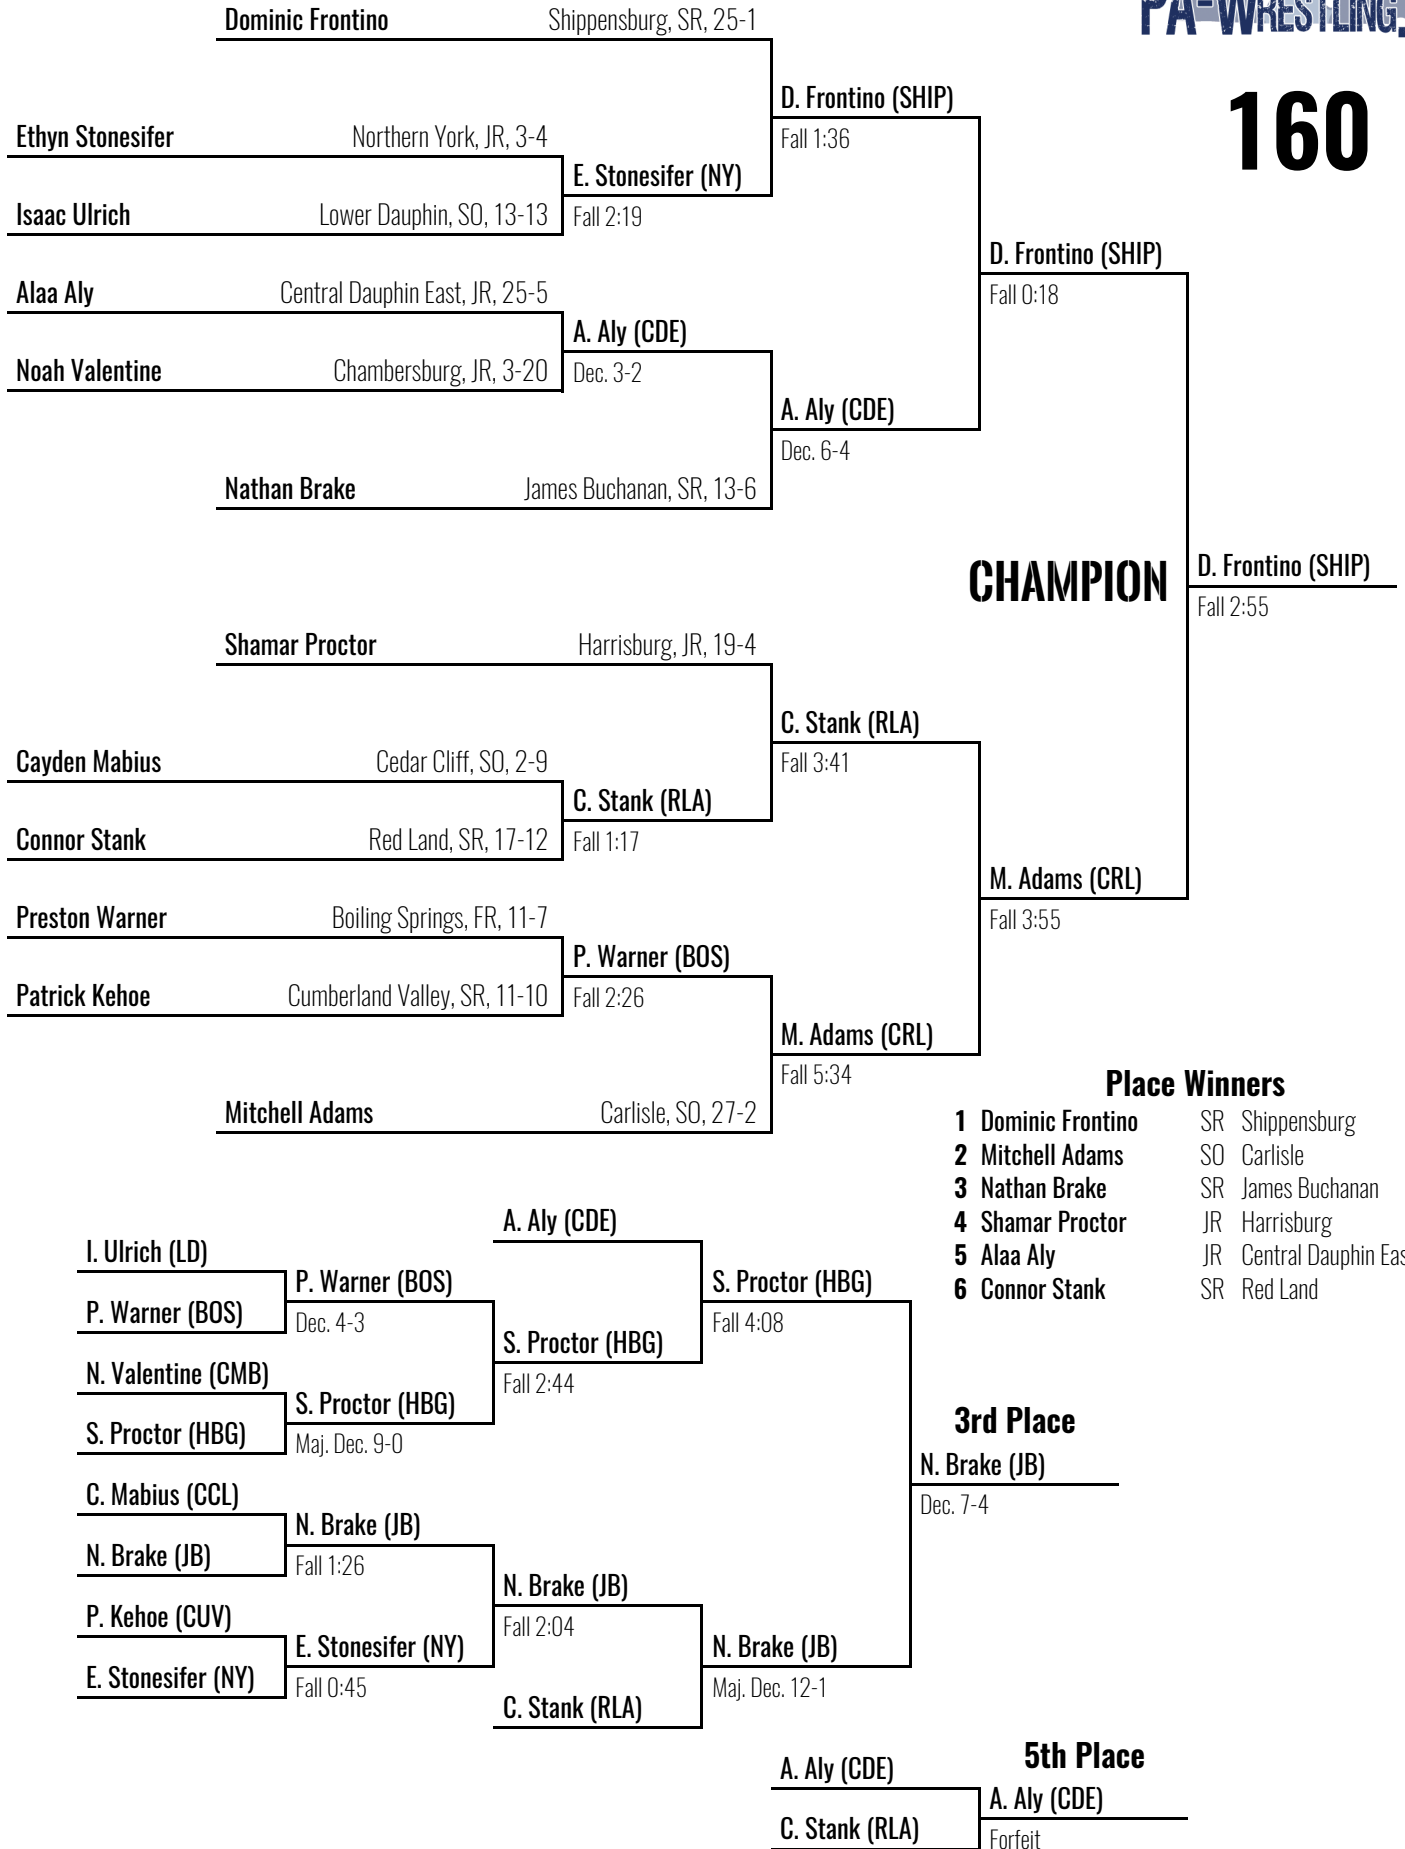 Dominic Frontino Shippensburg, SR, 25-1
PA-WRESTLING.
160
D. Frontino (SHIP)
Fall 1:36
Ethyn Stonesifer Northern York, JR, 3-4
E. Stonesifer (NY)
Fall 2:19
Isaac Ulrich Lower Dauphin, SO, 13-13
D. Frontino (SHIP)
Fall 0:18
Alaa Aly Central Dauphin East, JR, 25-5
A. Aly (CDE)
Dec. 3-2
Noah Valentine Chambersburg, JR, 3-20
A. Aly (CDE)
Dec. 6-4
Nathan Brake James Buchanan, SR, 13-6
CHAMPION
D. Frontino (SHIP)
Fall 2:55
Shamar Proctor Harrisburg, JR, 19-4
C. Stank (RLA)
Fall 3:41
Cayden Mabius Cedar Cliff, SO, 2-9
C. Stank (RLA)
Fall 1:17
Connor Stank Red Land, SR, 17-12
M. Adams (CRL)
Fall 3:55
Preston Warner Boiling Springs, FR, 11-7
P. Warner (BOS)
Fall 2:26
Patrick Kehoe Cumberland Valley, SR, 11-10
M. Adams (CRL)
Fall 5:34
Mitchell Adams Carlisle, SO, 27-2
Place Winners
1 Dominic Frontino SR Shippensburg
2 Mitchell Adams SO Carlisle
3 Nathan Brake SR James Buchanan
4 Shamar Proctor JR Harrisburg
5 Alaa Aly JR Central Dauphin Eas
6 Connor Stank SR Red Land
A. Aly (CDE)
I. Ulrich (LD)
P. Warner (BOS)
Dec. 4-3
P. Warner (BOS)
S. Proctor (HBG)
Fall 4:08
S. Proctor (HBG)
Fall 2:44
N. Valentine (CMB)
S. Proctor (HBG)
Maj. Dec. 9-0
S. Proctor (HBG)
3rd Place
N. Brake (JB)
Dec. 7-4
C. Mabius (CCL)
N. Brake (JB)
Fall 1:26
N. Brake (JB)
N. Brake (JB)
Fall 2:04
P. Kehoe (CUV)
E. Stonesifer (NY)
Fall 0:45
E. Stonesifer (NY)
N. Brake (JB)
Maj. Dec. 12-1
C. Stank (RLA)
5th Place
A. Aly (CDE)
A. Aly (CDE)
Forfeit
C. Stank (RLA)